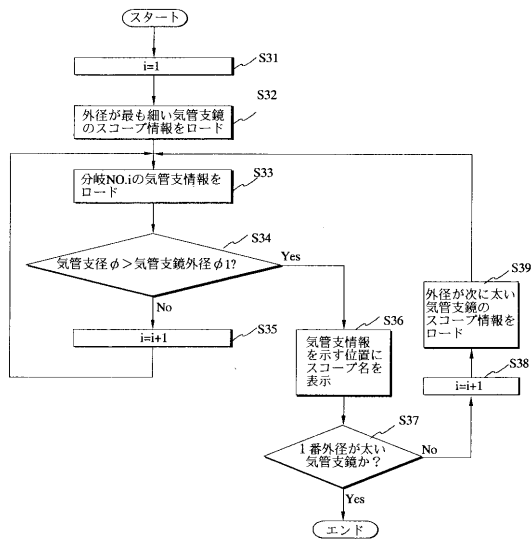 スタート
S31
i=1
S32
外径が最も細い気管支鏡
のスコープ情報をロード
S33
分岐NO.iの気管支情報を
ロード
S34
気管支径φ>気管支鏡外径φ1?
Yes
No
S35
i=i+1
S36
気管支情報
を示す位置に
スコープ名を
表示
S37
1番外径が太い
気管支鏡か?
No
Yes
S38
i=i+1
S39
外径が次に太い
気管支鏡の
スコープ情報を
ロード
エンド